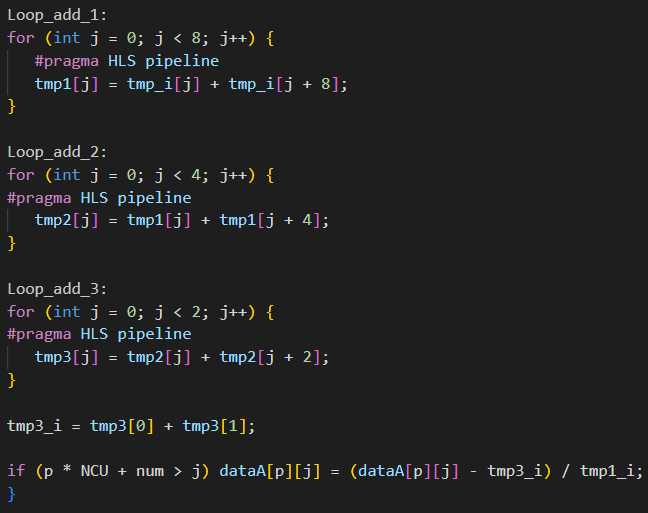 Loop_add_1:
for (int j = 0; j < 8; j++) {
#pragma HLS pipeline
tmp1[j] = tmp_i[j] + tmp_i[j + 8];
}
Loop_add_2:
for (int j = 0; j < 4; j++) {
#pragma HLS pipeline
tmp2[j] = tmp1[j] + tmp1[j + 4];
}
Loop_add_3:
for (int j = 0; j < 2; j++) {
#pragma HLS pipeline
tmp3[j] = tmp2[j] + tmp2[j + 2];
}
tmp3_i = tmp3[0] + tmp3[1];
if (p * NCU + num > j) dataA[p][j] = (dataA[p][j] - tmp3_i) / tmp1_i;
}